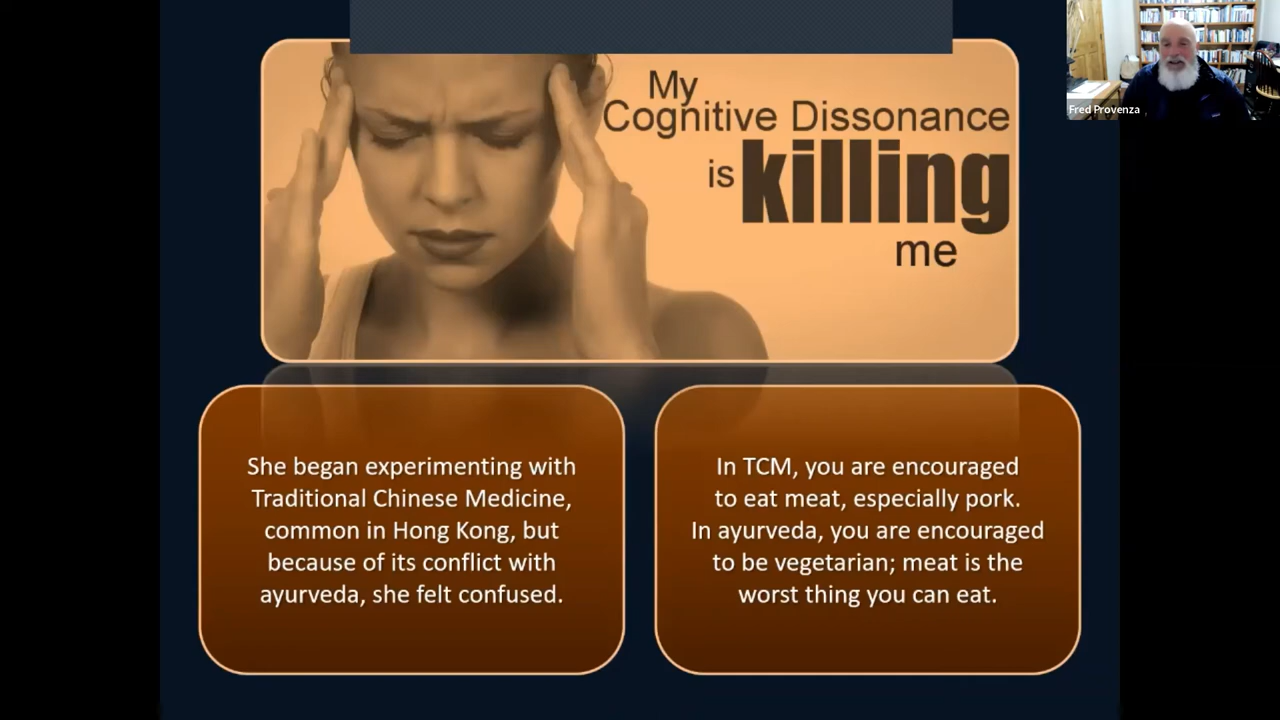 My
Cognitive Dissonance
is killing
me
Fred Provenza
She began experimenting with
Traditional Chinese Medicine,
common in Hong Kong, but
because of its conflict with
ayurveda, she felt confused.
In TCM, you are encouraged
to eat meat, especially pork.
In ayurveda, you are encouraged
to be vegetarian; meat is the
worst thing you can eat.